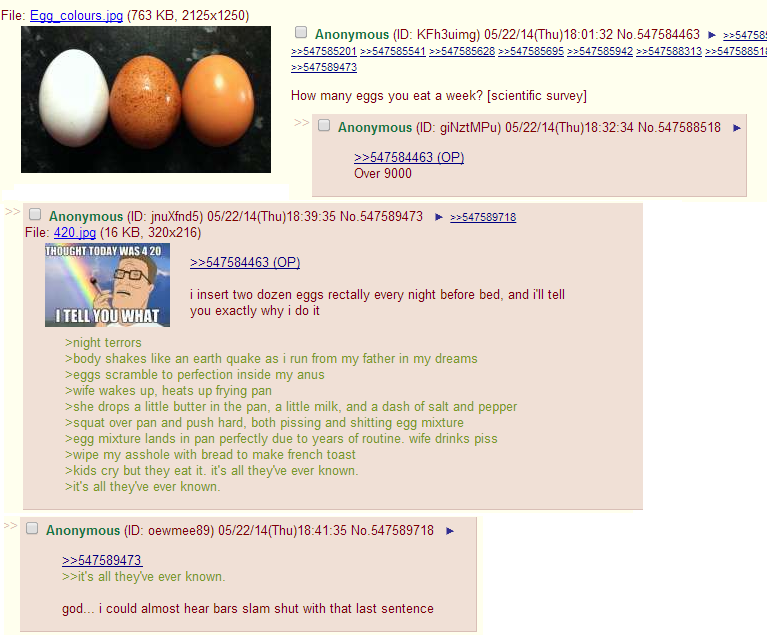 File: Egg_colours.jpg (763 KB, 2125x1250)
Anonymous (ID: KFh3uimg) 05/22/14(Thu)18:01:32 No.547584463 ► >>54758
>>547585201 >>547585541 >>547585628 >>547585695 >>547585942 >>547588313 >>547588518
>>547589473
How many eggs you eat a week? [scientific survey]
>> Anonymous (ID: giNztMPu) 05/22/14(Thu)18:32:34 No.547588518 ►
>>547584463 (OP)
Over 9000
>> Anonymous (ID: jnuXfnd5) 05/22/14(Thu)18:39:35 No.547589473 ► >>547589718
File: 420.jpg (16 KB, 320x216)
THOUGHT TODAY WAS 4 20
I TELL YOU WHAT
>>547584463 (OP)
i insert two dozen eggs rectally every night before bed, and i'll tell
you exactly why i do it
>night terrors
>body shakes like an earth quake as i run from my father in my dreams
>eggs scramble to perfection inside my anus
>wife wakes up, heats up frying pan
>she drops a little butter in the pan, a little milk, and a dash of salt and pepper
>squat over pan and push hard, both pissing and shitting egg mixture
>egg mixture lands in pan perfectly due to years of routine. wife drinks piss
>wipe my asshole with bread to make french toast
>kids cry but they eat it. it's all they've ever known.
>it's all they've ever known.
>> Anonymous (ID: oewmee89) 05/22/14(Thu)18:41:35 No.547589718 ►
>>547589473
>>it's all they've ever known.
god... i could almost hear bars slam shut with that last sentence